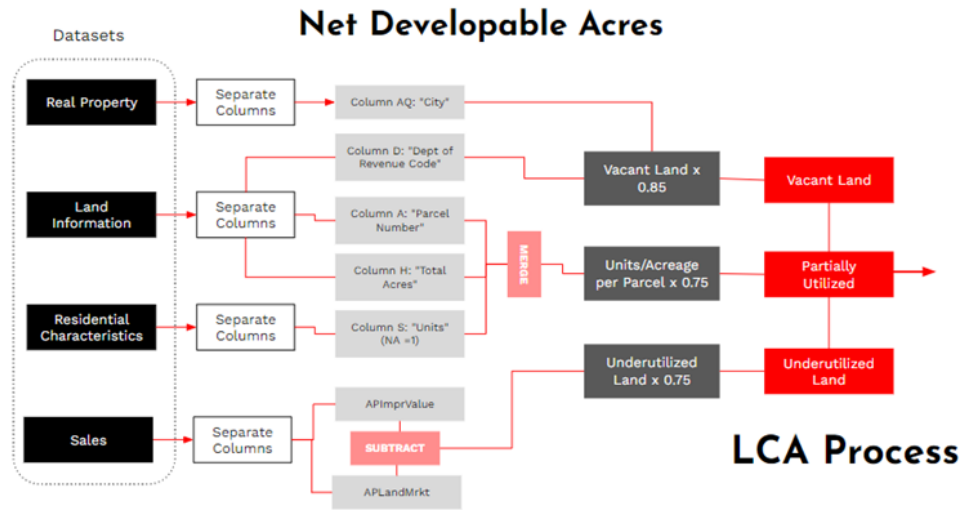 Net Developable Acres
Datasets
Real Property
Separate
Columns
Column AQ: "City"
Column D: "Dept of
Revenue Code"
Vacant Land x
0.85
Vacant Land
Land
Information
Separate
Columns
Column A: "Parcel
Number"
MERGE
Units/Acreage
per Parcel x 0.75
Partially
Utilized
Column H: "Total
Acres"
Residential
Characteristics
Separate
Columns
Column S: "Units"
(NA =1)
Underutilized
Land x 0.75
Underutilized
Land
APImprValue
Sales
Separate
Columns
SUBTRACT
APLandMrkt
LCA Process